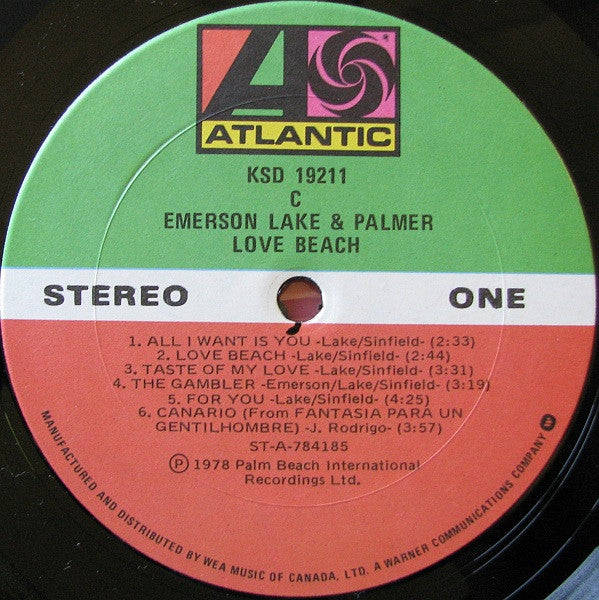 ATLANTIC
KSD 19211
C
EMERSON LAKE & PALMER
LOVE BEACH
STEREO ONE
1. ALL I WANT IS YOU -Lake/Sinfield- (2:33)
2. LOVE BEACH -Lake/Sinfield- (2:44)
3. TASTE OF MY LOVE -Lake/Sinfield- (3:31)
4. THE GAMBLER -Emerson/Lake/Sinfield- (3:19)
5. FOR YOU -Lake/Sinfield- (4:25)
6. CANARIO (From FANTASIA PARA UN
GENTILHOMBRE) -J. Rodrigo- (3:57)
ST-A-784185
Ⓟ 1978 Palm Beach International
Recordings Ltd.
MANUFACTURED AND DISTRIBUTED BY WEA MUSIC OF CANADA, LTD. A WARNER COMMUNICATIONS COMPANY